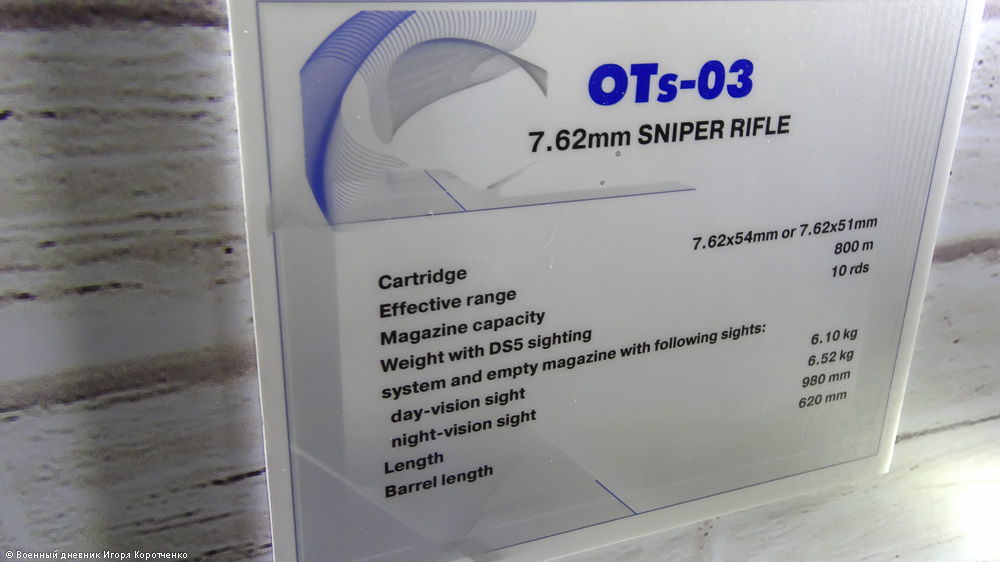 OTs-03
7.62mm SNIPER RIFLE
Cartridge 7.62x54mm or 7.62x51mm
Effective range 800 m
Magazine capacity 10 rds
Weight with DS5 sighting
system and empty magazine with following sights:
day-vision sight 6.10 kg
night-vision sight 6.52 kg
Length 980 mm
Barrel length 620 mm
© Военный дневник Игоря Коротченко